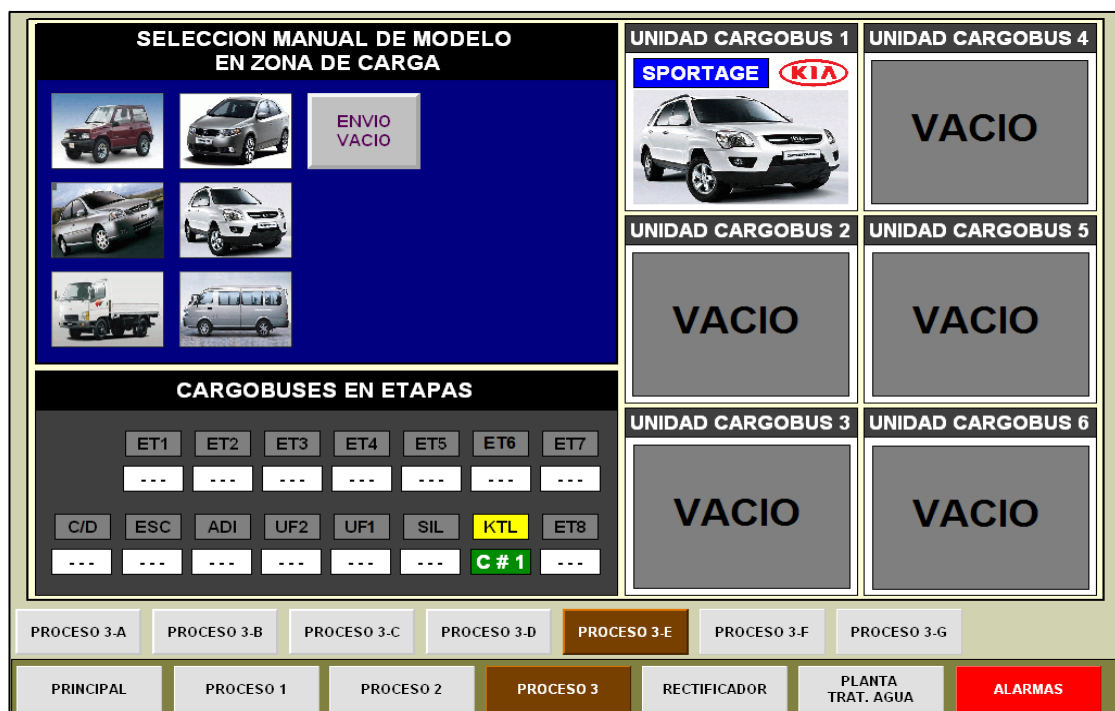 SELECCION MANUAL DE MODELO
EN ZONA DE CARGA
ENVIO
VACIO
CARGOBUSES EN ETAPAS
ET1 ET2 ET3 ET4 ET5 ET6 ET7
--- --- --- --- --- --- ---
C/D ESC ADI UF2 UF1 SIL KTL ET8
--- --- --- --- --- --- C # 1 ---
UNIDAD CARGOBUS 1
SPORTAGE KIA
UNIDAD CARGOBUS 4
VACIO
UNIDAD CARGOBUS 2
VACIO
UNIDAD CARGOBUS 5
VACIO
UNIDAD CARGOBUS 3
VACIO
UNIDAD CARGOBUS 6
VACIO
PROCESO 3-A PROCESO 3-B PROCESO 3-C PROCESO 3-D PROCESO 3-E PROCESO 3-F PROCESO 3-G
PRINCIPAL PROCESO 1 PROCESO 2 PROCESO 3 RECTIFICADOR PLANTA
TRAT. AGUA ALARMAS